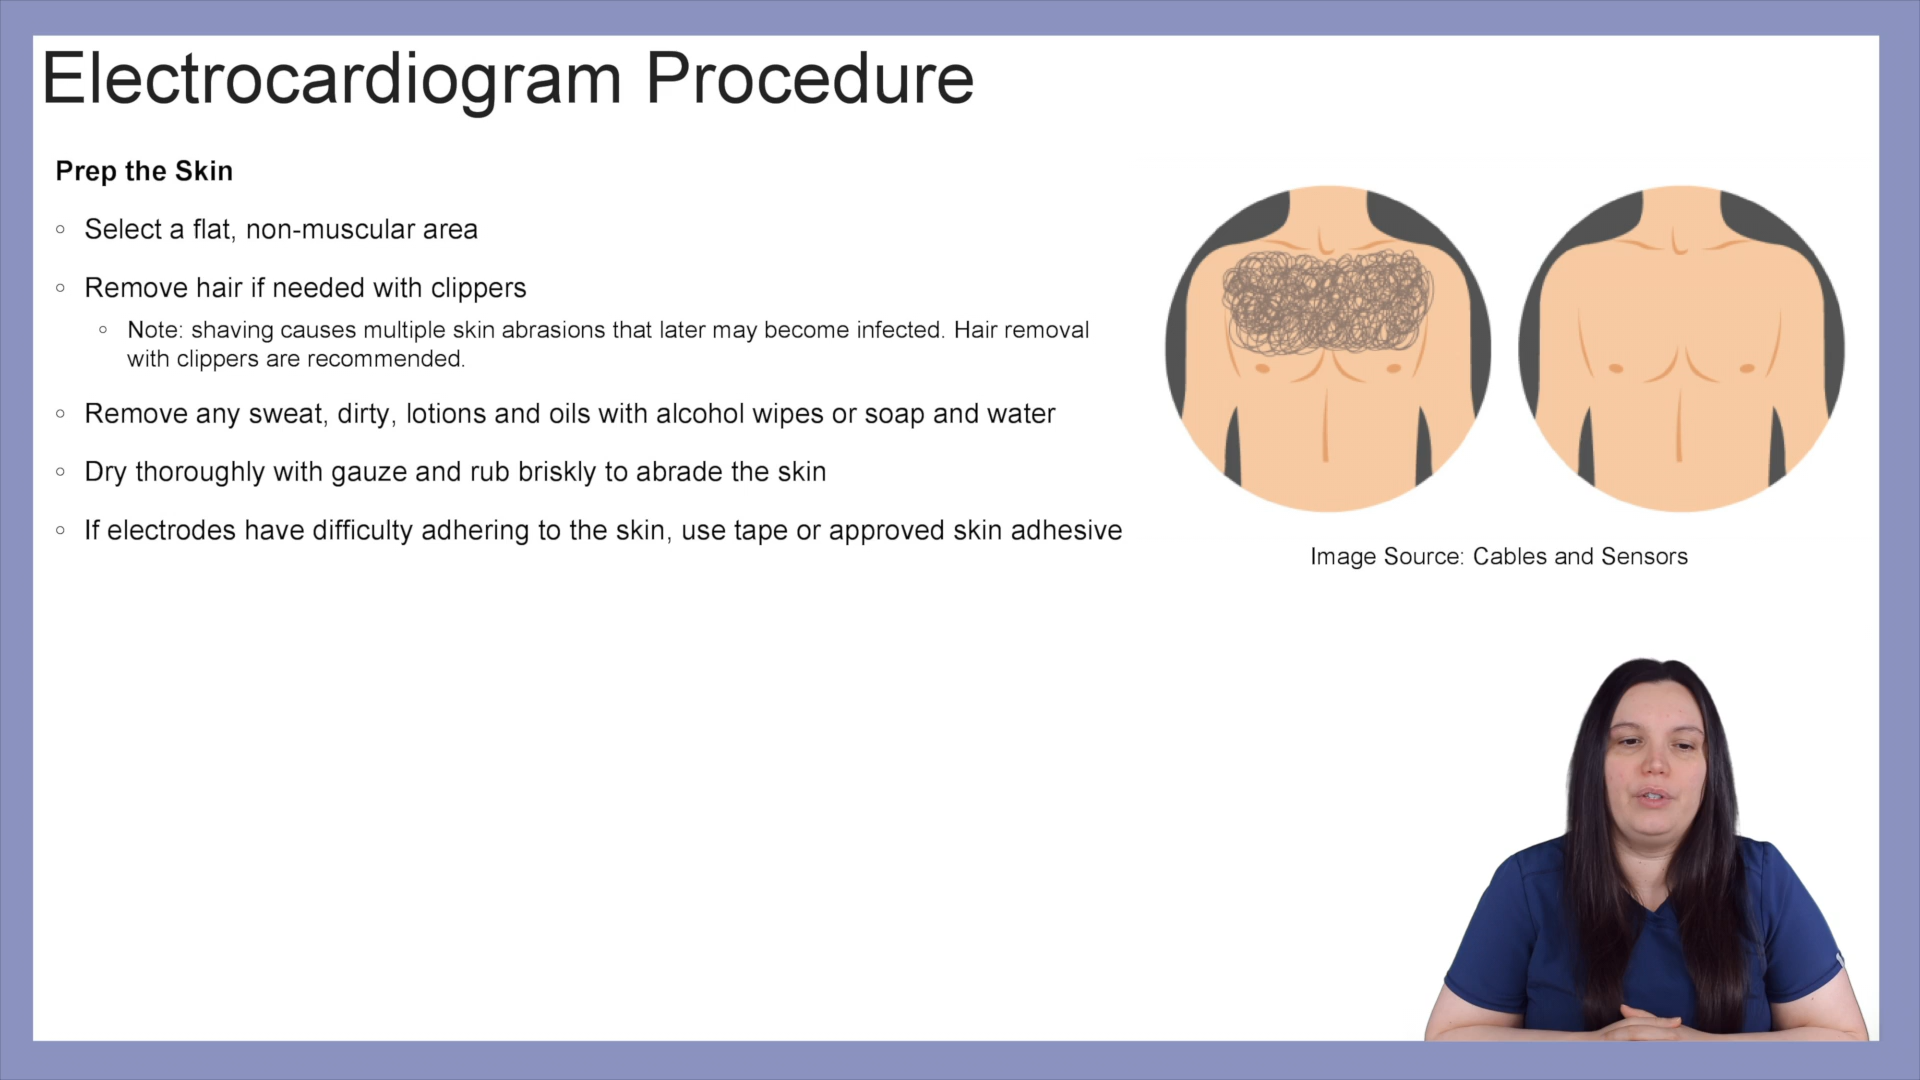 Electrocardiogram Procedure
Prep the Skin
Select a flat, non-muscular area
Remove hair if needed with clippers
Note: shaving causes multiple skin abrasions that later may become infected. Hair removal
with clippers are recommended.
Remove any sweat, dirty, lotions and oils with alcohol wipes or soap and water
Dry thoroughly with gauze and rub briskly to abrade the skin
If electrodes have difficulty adhering to the skin, use tape or approved skin adhesive
Image Source: Cables and Sensors